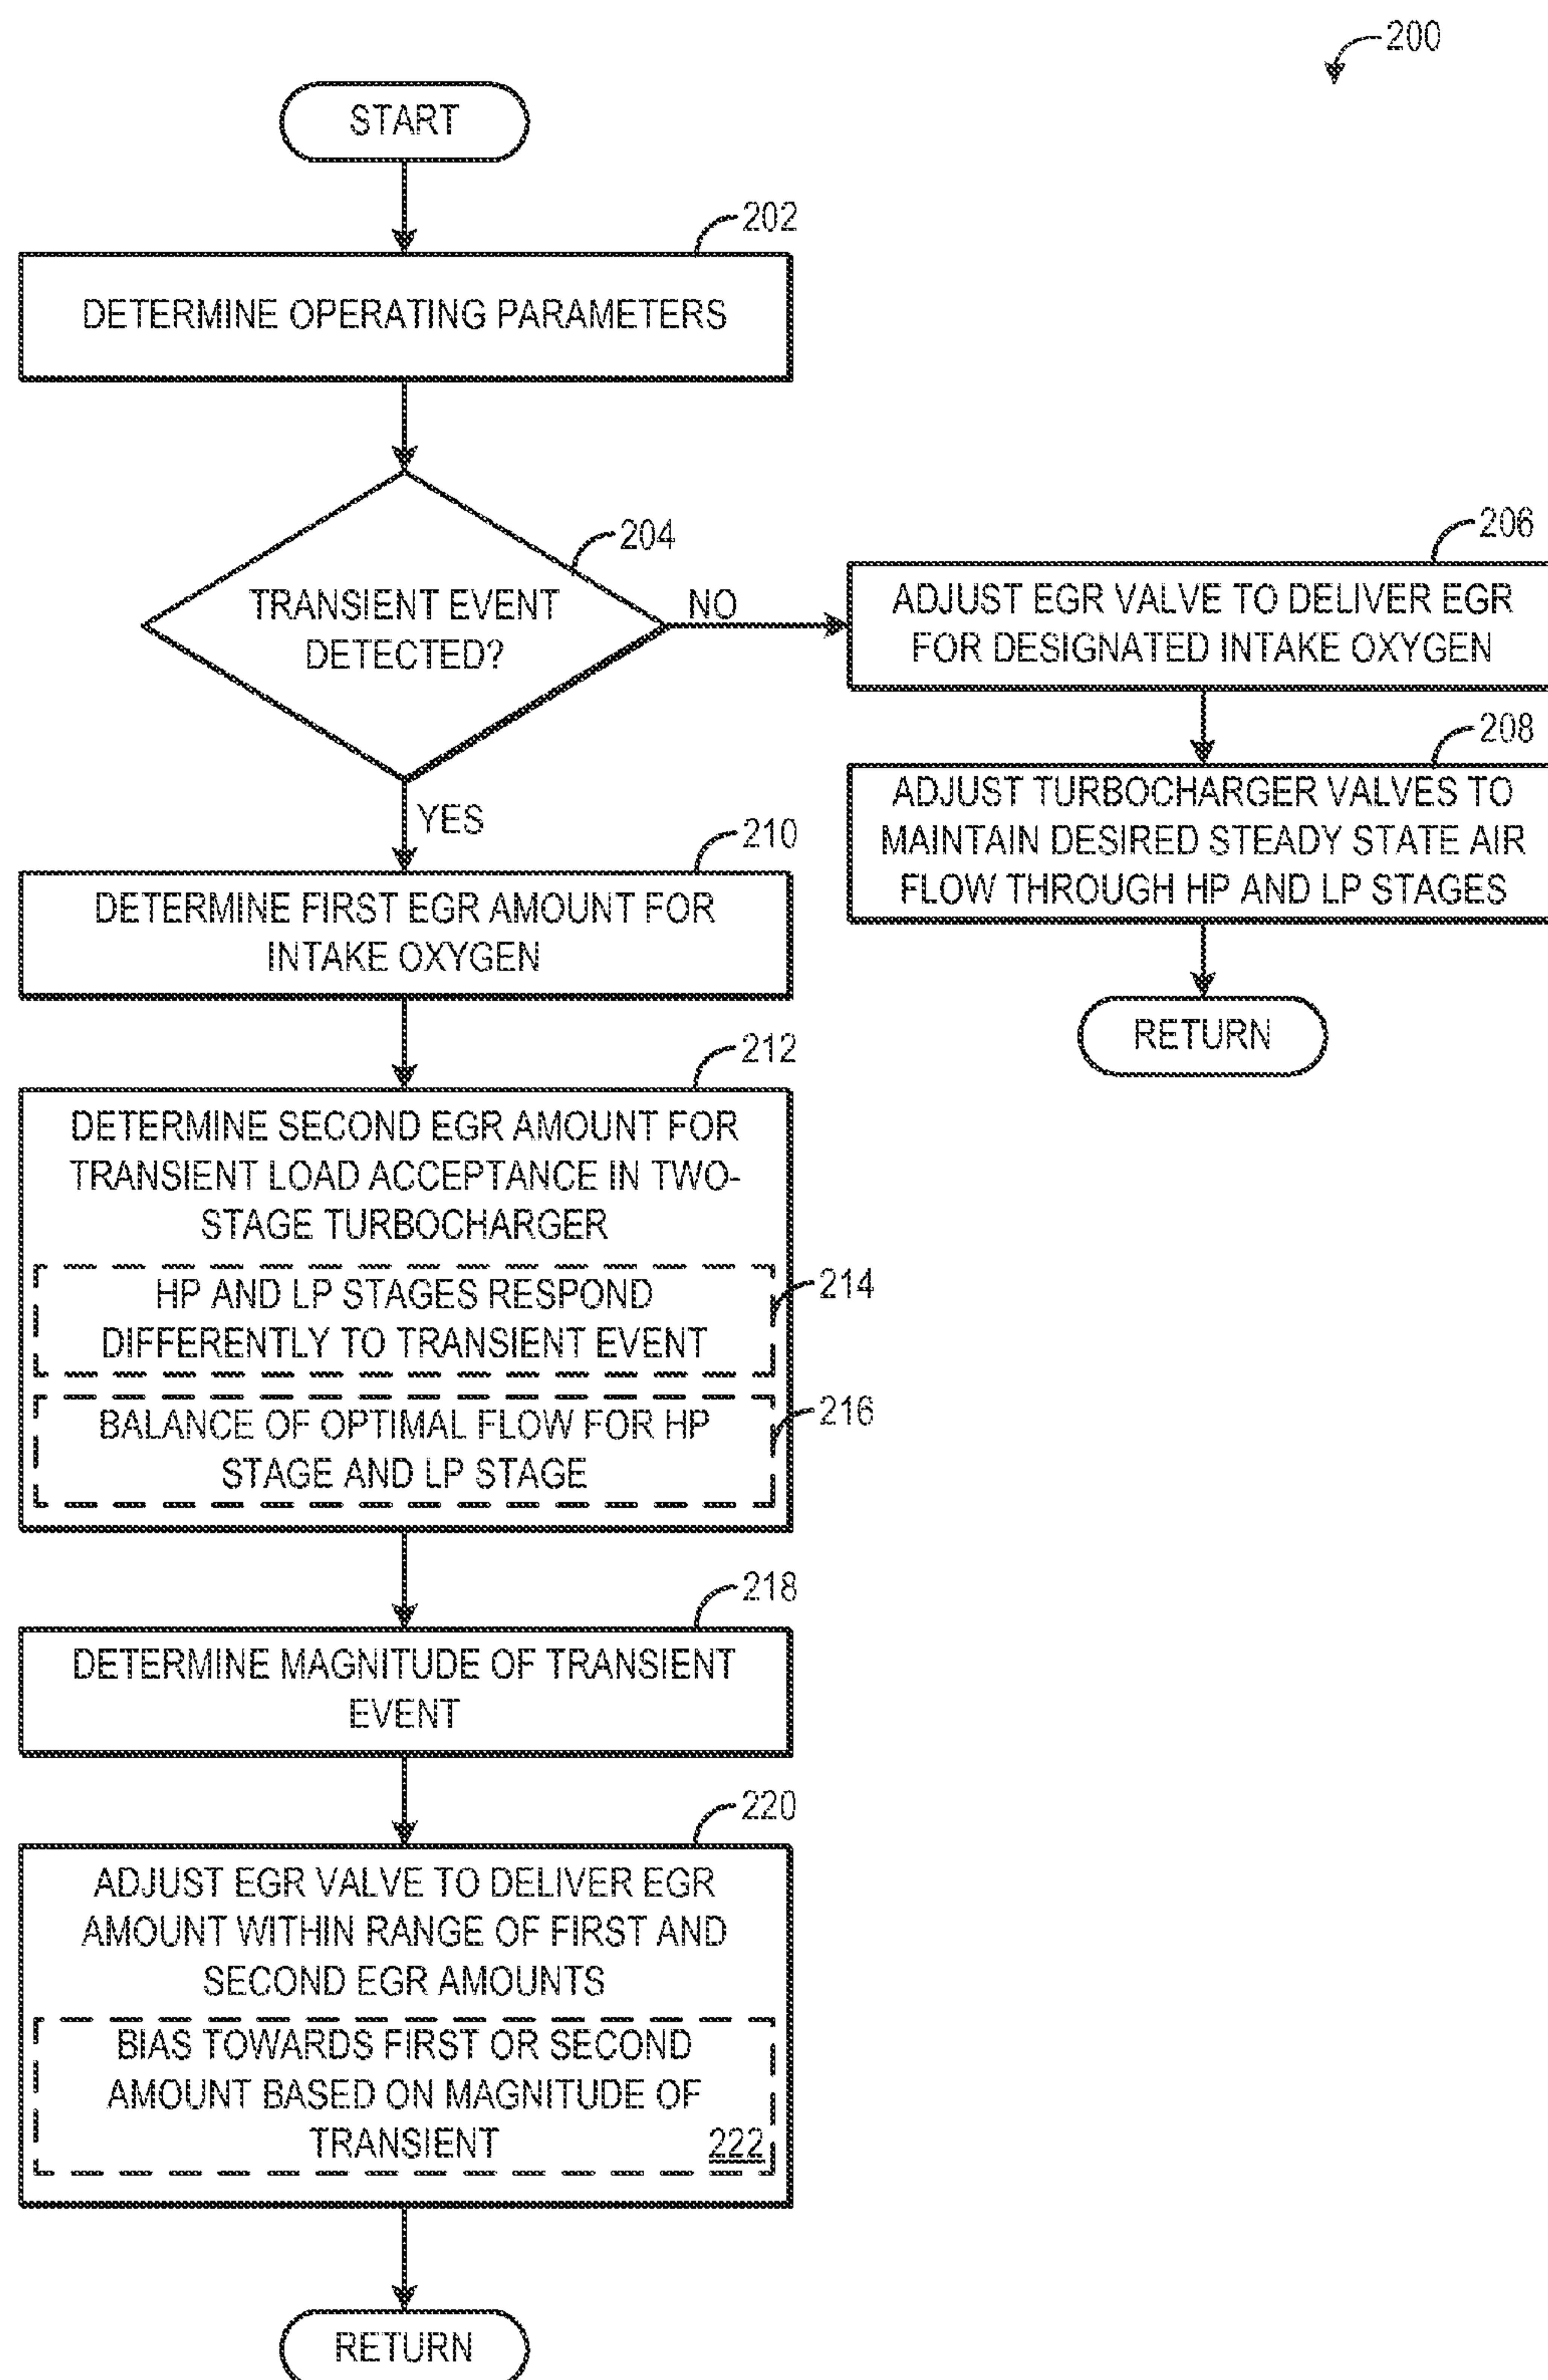 200
START
202
DETERMINE OPERATING PARAMETERS
204
TRANSIENT EVENT
DETECTED?
NO
YES
206
ADJUST EGR VALVE TO DELIVER EGR
FOR DESIGNATED INTAKE OXYGEN
208
ADJUST TURBOCHARGER VALVES TO
MAINTAIN DESIRED STEADY STATE AIR
FLOW THROUGH HP AND LP STAGES
RETURN
210
DETERMINE FIRST EGR AMOUNT FOR
INTAKE OXYGEN
212
DETERMINE SECOND EGR AMOUNT FOR
TRANSIENT LOAD ACCEPTANCE IN TWO-
STAGE TURBOCHARGER
HP AND LP STAGES RESPOND
DIFFERENTLY TO TRANSIENT EVENT
214
BALANCE OF OPTIMAL FLOW FOR HP
STAGE AND LP STAGE
216
218
DETERMINE MAGNITUDE OF TRANSIENT
EVENT
220
ADJUST EGR VALVE TO DELIVER EGR
AMOUNT WITHIN RANGE OF FIRST AND
SECOND EGR AMOUNTS
BIAS TOWARDS FIRST OR SECOND
AMOUNT BASED ON MAGNITUDE OF
TRANSIENT
222
RETURN